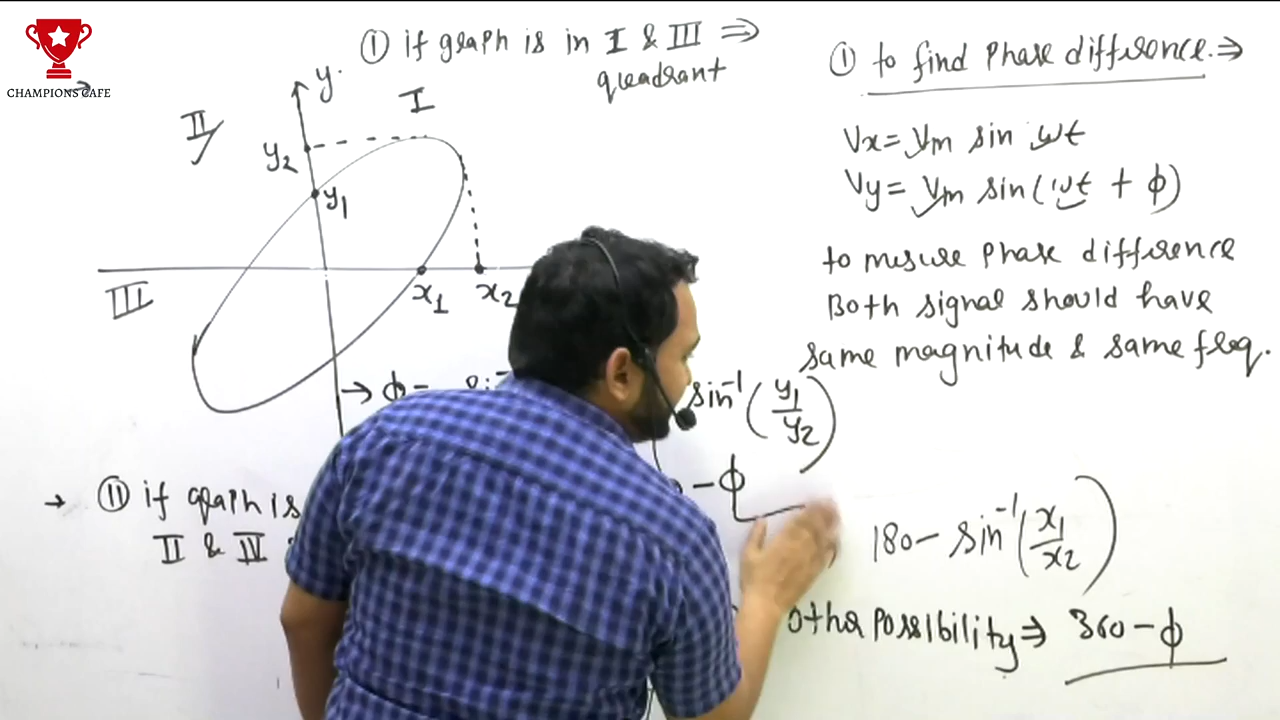 CHAMPIONS CAFE
① if graph is in I & III ⇒
quadrant
y.
I
II
y2
y1
III
x1
x2
→ ϕ=
sin⁻¹ (y1/y2)
- ϕ
→ ⑪ if graph is
II & IV
① to find Phase difference.⇒
Vx= Vm sin wt
Vy= Vm sin(wt + ϕ)
to mesure Phase difference
Both signal should have
same magnitude & same freq.
180- sin⁻¹(x1/x2)
other possibility ⇒ 360-ϕ